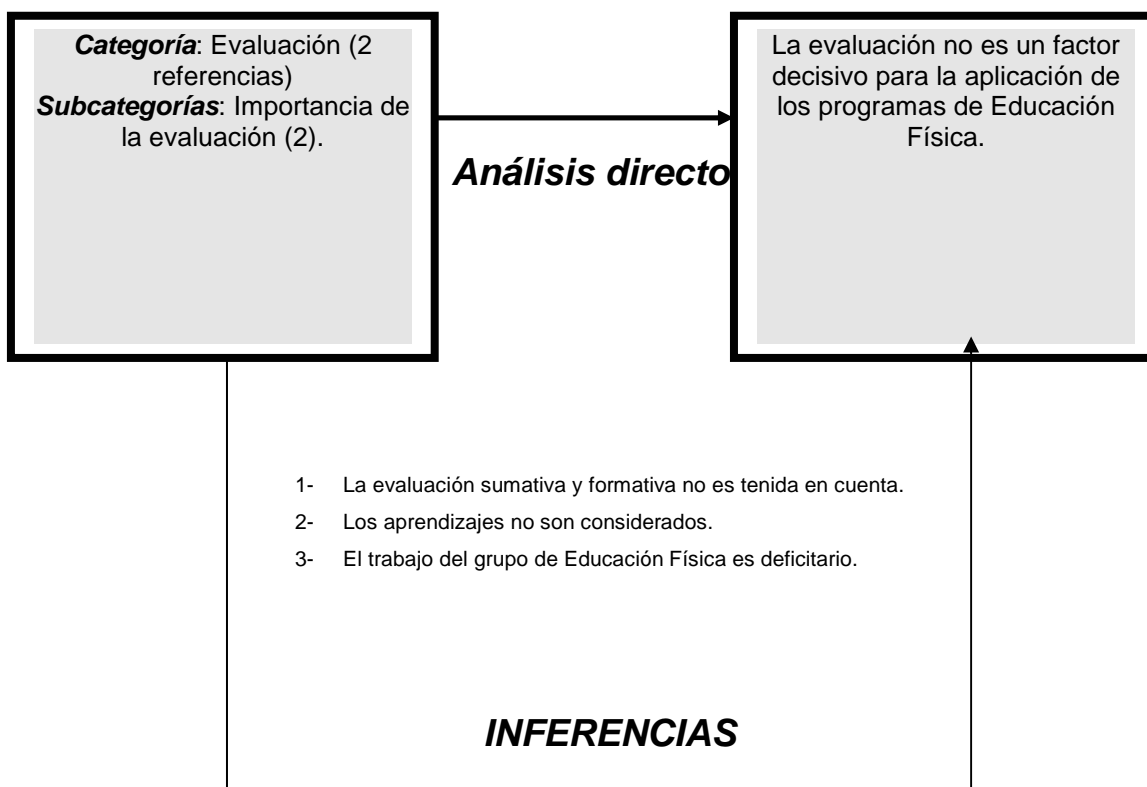 Categoría: Evaluación (2
referencias)
Subcategorías: Importancia de
la evaluación (2).
La evaluación no es un factor
decisivo para la aplicación de
los programas de Educación
Física.
Análisis directo
1- La evaluación sumativa y formativa no es tenida en cuenta.
2- Los aprendizajes no son considerados.
3- El trabajo del grupo de Educación Física es deficitario.
INFERENCIAS